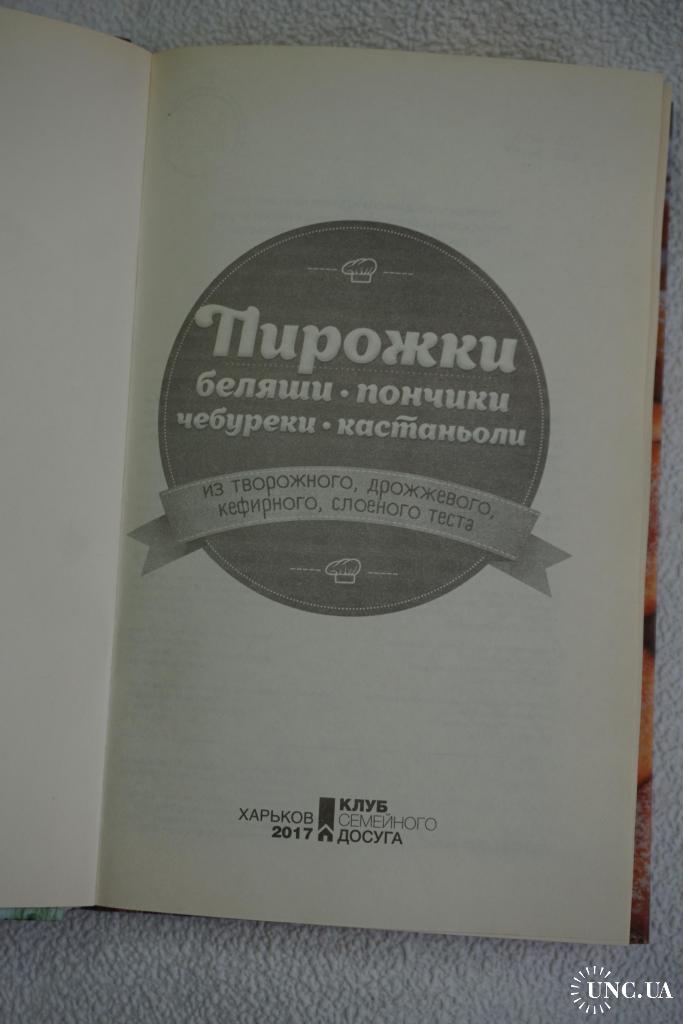 Пирожки
беляши • пончики
чебуреки • кастаньоли
из творожного, дрожжевого,
кефирного, слоеного теста
ХАРЬКОВ
2017
КЛУБ
СЕМЕЙНОГО
ДОСУГА
UNC.UA